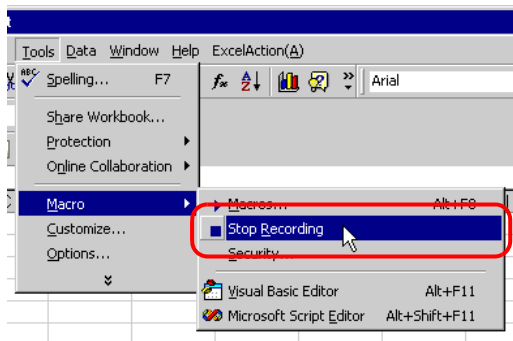 Tools Data Window Help ExcelAction(A)
ABC Spelling... F7
Arial
Share Workbook...
Protection
Online Collaboration
Macro
Macros... Alt+F8
Customize...
Stop Recording
Options...
Security...
Visual Basic Editor Alt+F11
Microsoft Script Editor Alt+Shift+F11